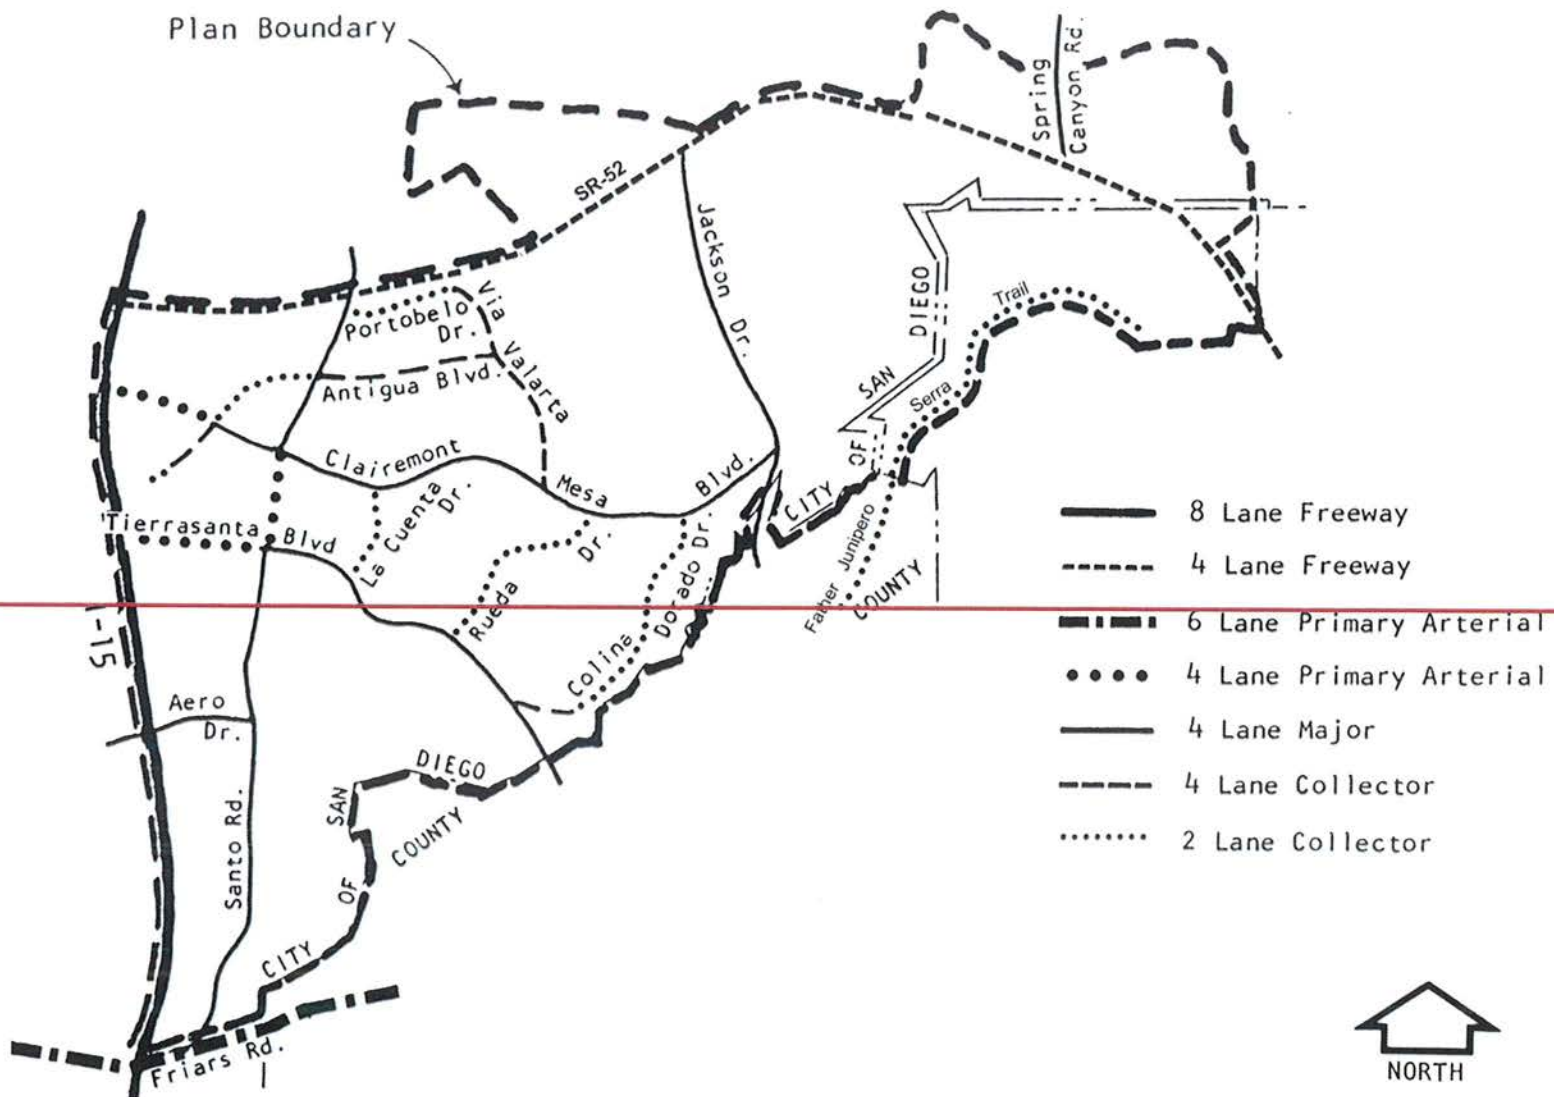 Plan Boundary
Spring
Canyon Rd.
SR-52
Jackson Dr.
Portobelo
Dr.
Via Valarta
Antigua Blvd.
Clairemont
Mesa
Blvd.
La Cuenta
Dr.
Tierrasanta
Blvd
Rueda
Dr.
Colina
Dorado Dr.
I-15
Aero
Dr.
Santo Rd.
Friars Rd.
CITY
OF
SAN
DIEGO
COUNTY
CITY
OF
SAN
DIEGO
COUNTY
Father Junipero
Serra
Trail
8 Lane Freeway
4 Lane Freeway
6 Lane Primary Arterial
4 Lane Primary Arterial
4 Lane Major
4 Lane Collector
2 Lane Collector
NORTH